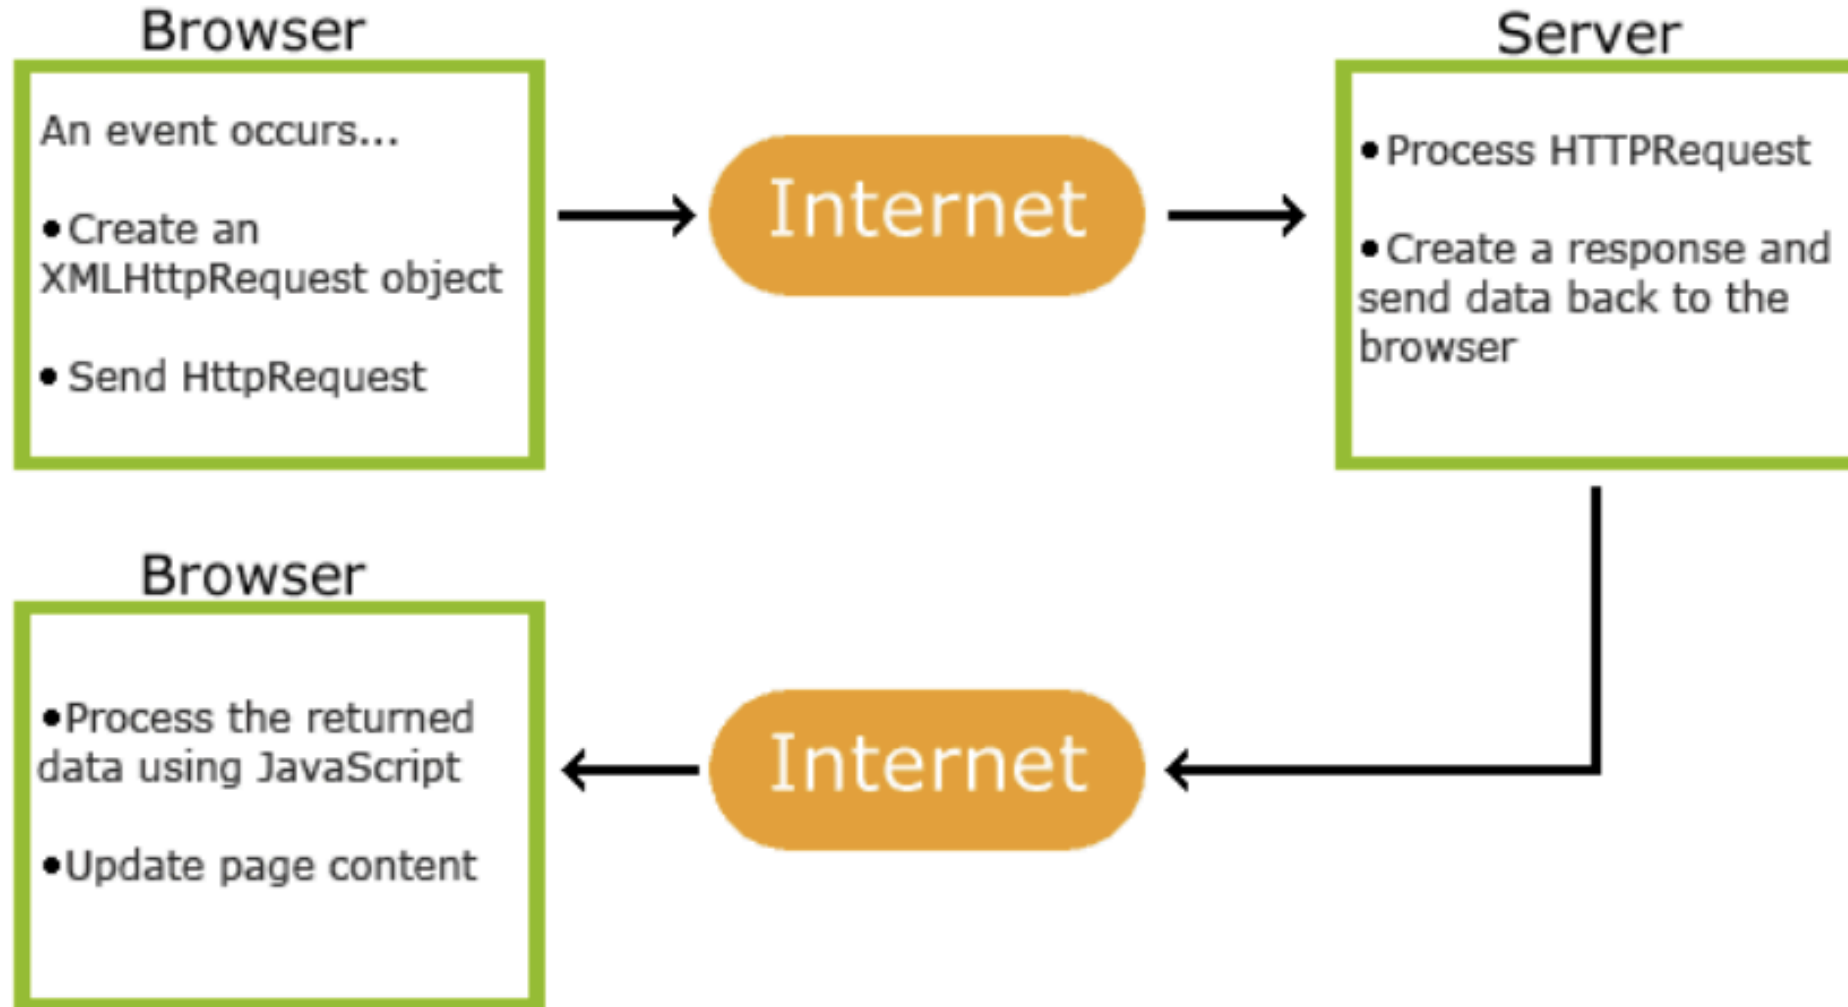 Browser
An event occurs...
•Create an
XMLHttpRequest object
• Send HttpRequest
Internet
Server
•Process HTTPRequest
•Create a response and
send data back to the
browser
Browser
•Process the returned
data using JavaScript
•Update page content
Internet